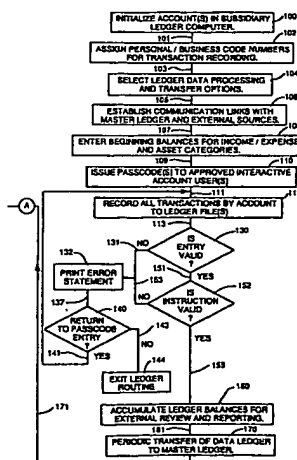 INITIALIZE ACCOUNT(S) IN SUBSIDIARY
LEDGER COMPUTER.
100
101
102
ASSIGN PERSONAL / BUSINESS CODE NUMBERS
FOR TRANSACTION RECORDING.
103
104
SELECT LEDGER DATA PROCESSING
AND TRANSFER OPTIONS.
105
106
ESTABLISH COMMUNICATION LINKS WITH
MASTER LEDGER AND EXTERNAL SOURCES.
107
ENTER BEGINNING BALANCES FOR INCOME / EXPENSE
AND ASSET CATEGORIES.
109
110
ISSUE PASSCODE(S) TO APPROVED INTERACTIVE
ACCOUNT USER(S)
111
A
RECORD ALL TRANSACTIONS BY ACCOUNT
TO LEDGER FILE(S)
113
130
IS
ENTRY
VALID
?
131
NO
132
PRINT ERROR
STATEMENT
151
YES
152
153
NO
IS
INSTRUCTION
VALID
?
137
140
RETURN
TO PASSCODE
ENTRY
?
143
NO
141
YES
YES
144
EXIT LEDGER
ROUTING
171
160
ACCUMULATE LEDGER BALANCES FOR
EXTERNAL REVIEW AND REPORTING.
161
170
PERIODIC TRANSFER OF DATA LEDGER
TO MASTER LEDGER.